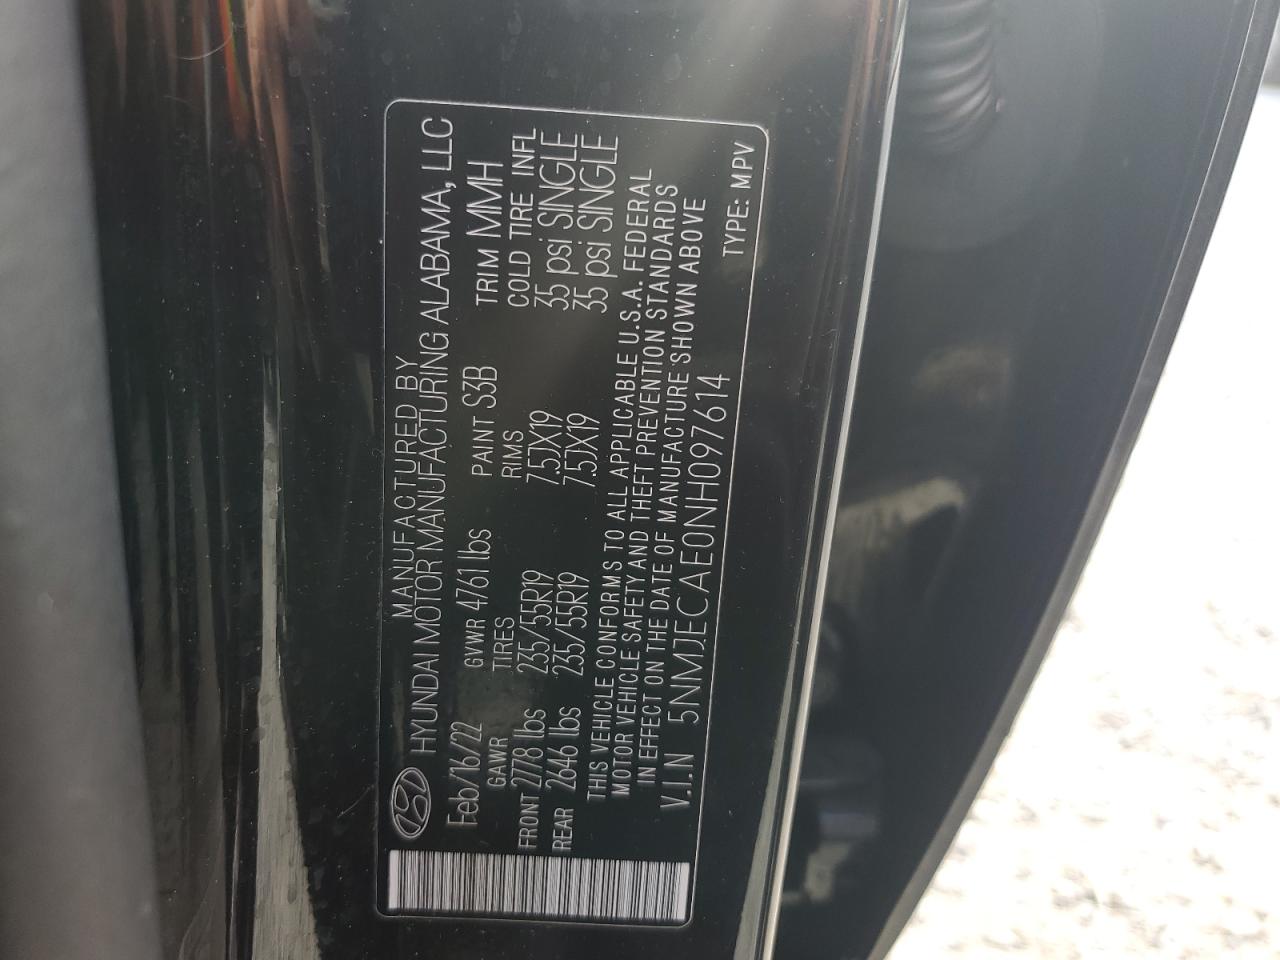 MANUFACTURED BY
HYUNDAI MOTOR MANUFACTURING ALABAMA, LLC
Feb/16/22 GVWR 4761 lbs PAINT S3B TRIM MMH
GAWR TIRES RIMS COLD TIRE INFL
FRONT 2778 lbs 235/55R19 7.5JX19 35 psi SINGLE
REAR 2646 lbs 235/55R19 7.5JX19 35 psi SINGLE
THIS VEHICLE CONFORMS TO ALL APPLICABLE U.S.A. FEDERAL
MOTOR VEHICLE SAFETY AND THEFT PREVENTION STANDARDS
IN EFFECT ON THE DATE OF MANUFACTURE SHOWN ABOVE
V.I.N 5NMJECAE0NH097614
TYPE: MPV